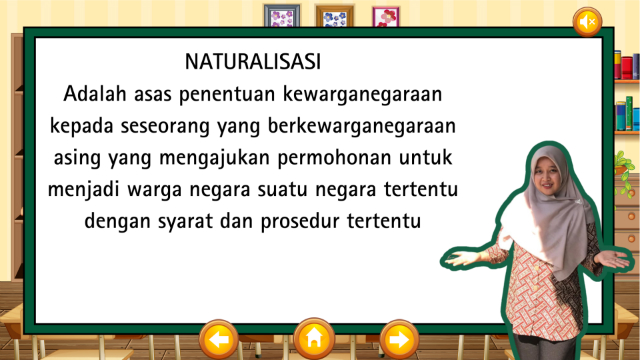 NATURALISASI
Adalah asas penentuan kewarganegaraan
kepada seseorang yang berkewarganegaraan
asing yang mengajukan permohonan untuk
menjadi warga negara suatu negara tertentu
dengan syarat dan prosedur tertentu